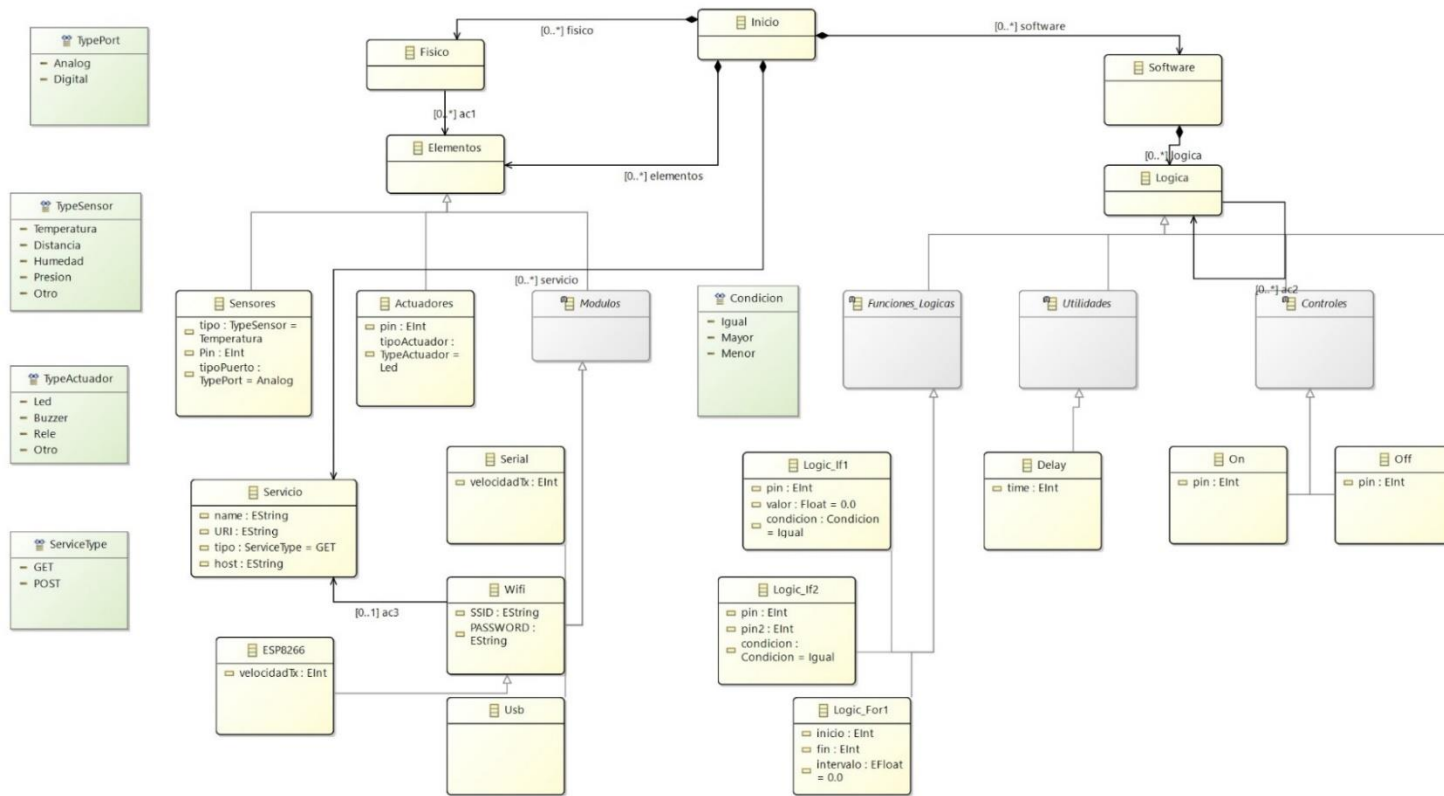 Inicio
[0..*] fisico
[0..*] software
TypePort
Analog
Digital
Fisico
Software
[0..*] ac1
Elementos
[0..*] elementos
[0..*] logica
Logica
TypeSensor
Temperatura
Distancia
Humedad
Presion
Otro
[0..*] servicio
[0..*] ac2
Sensores
tipo : TypeSensor =
Temperatura
Pin : EInt
tipoPuerto :
TypePort = Analog
Actuadores
pin : EInt
tipoActuador :
TypeActuador =
Led
Modulos
Condicion
Igual
Mayor
Menor
Funciones_Logicas
Utilidades
Controles
TypeActuador
Led
Buzzer
Rele
Otro
Serial
velocidadTx : EInt
Logic_If1
pin : EInt
valor : Float = 0.0
condicion : Condicion
= Igual
Delay
time : EInt
On
pin : EInt
Off
pin : EInt
Servicio
name : EString
URI : EString
tipo : ServiceType = GET
host : EString
ServiceType
GET
POST
[0..1] ac3
Wifi
SSID : EString
PASSWORD :
EString
Logic_If2
pin : EInt
pin2 : EInt
condicion :
Condicion = Igual
ESP8266
velocidadTx : EInt
Usb
Logic_For1
inicio : EInt
fin : EInt
intervalo : EFloat
= 0.0